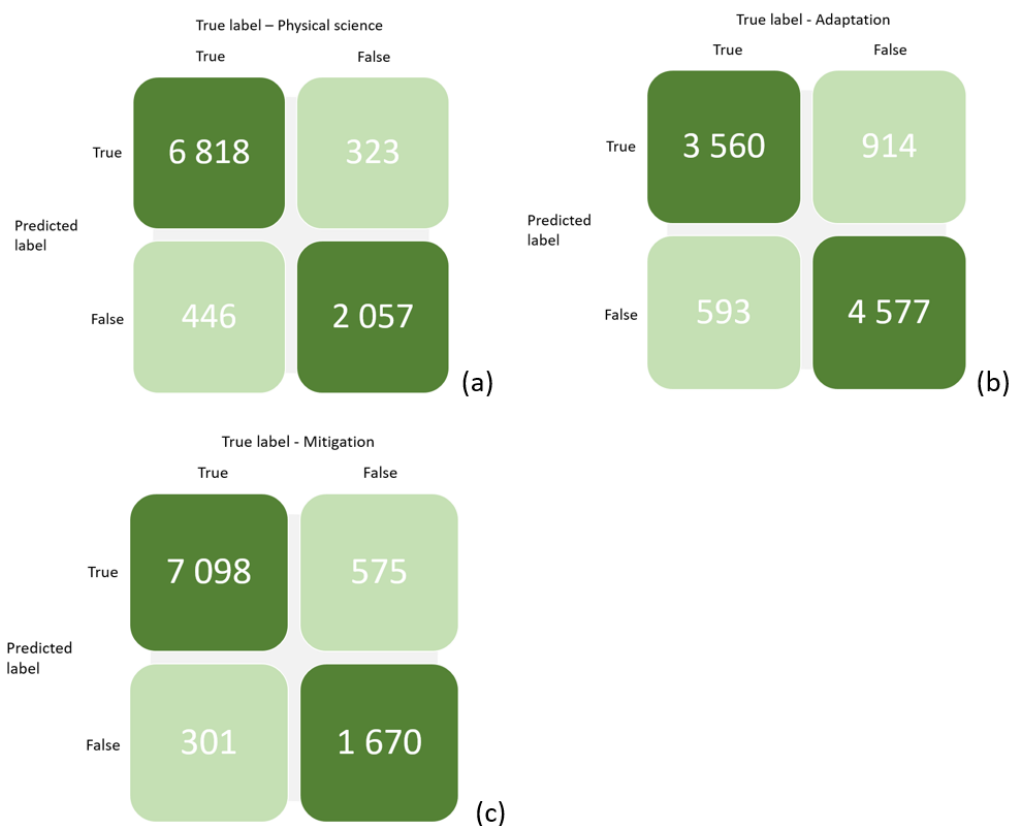 True label – Physical science
True False
True 6 818 323
Predicted
label
False 446 2 057
(a)
True label - Adaptation
True False
True 3 560 914
Predicted
label
False 593 4 577
(b)
True label - Mitigation
True False
True 7 098 575
Predicted
label
False 301 1 670
(c)